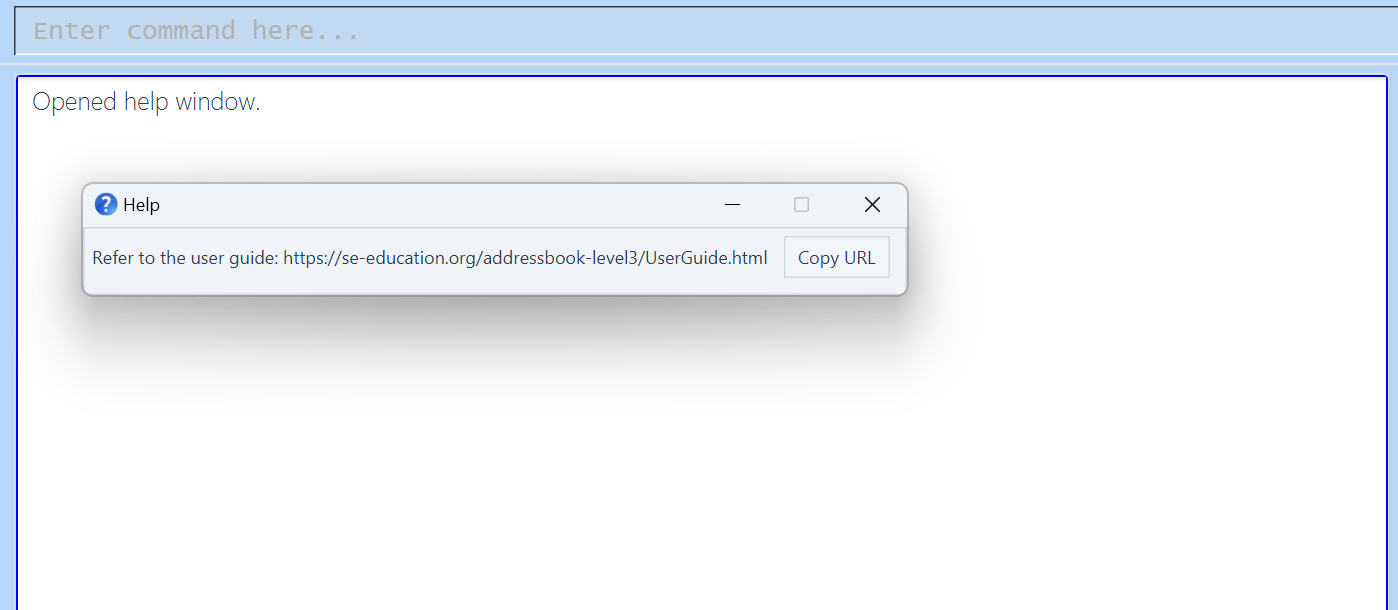 Enter command here...
Opened help window.
Help
Refer to the user guide: https://se-education.org/addressbook-level3/UserGuide.html Copy URL